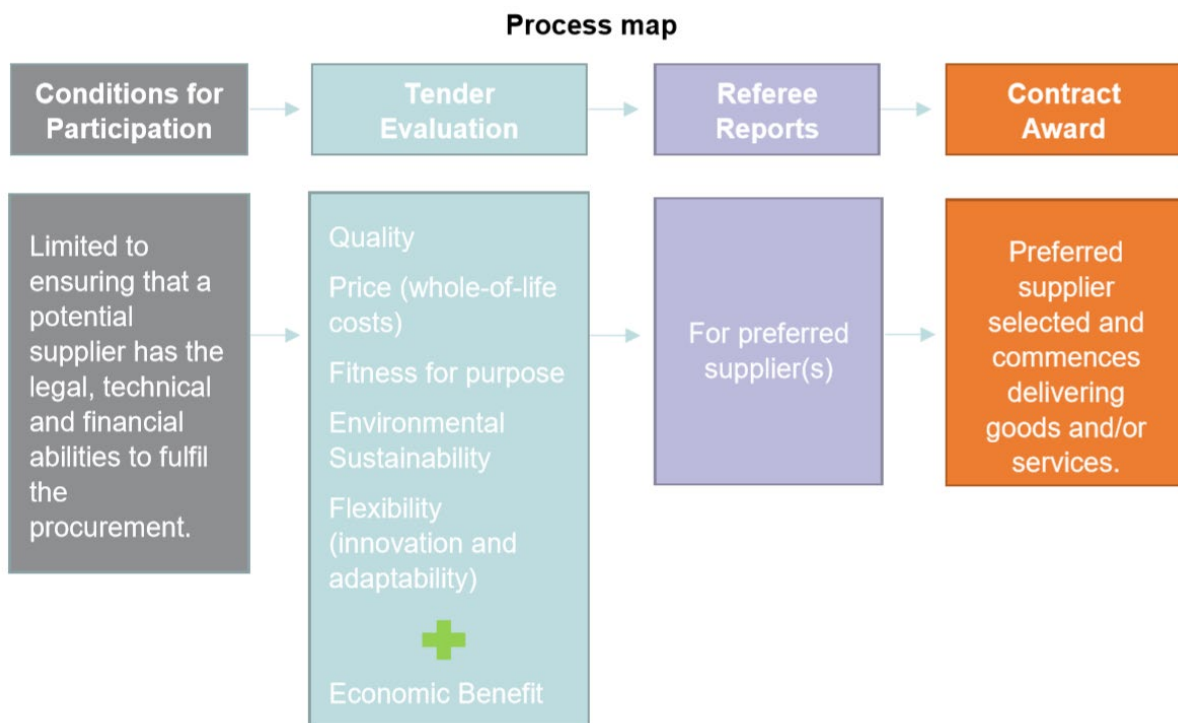 Process map
Conditions for
Participation
Tender
Evaluation
Referee
Reports
Contract
Award
Limited to
ensuring that a
potential
supplier has the
legal, technical
and financial
abilities to fulfil
the
procurement.
Quality
Price (whole-of-life
costs)
Fitness for purpose
Environmental
Sustainability
Flexibility
(innovation and
adaptability)
Economic Benefit
For preferred
supplier(s)
Preferred
supplier
selected and
commences
delivering
goods and/or
services.